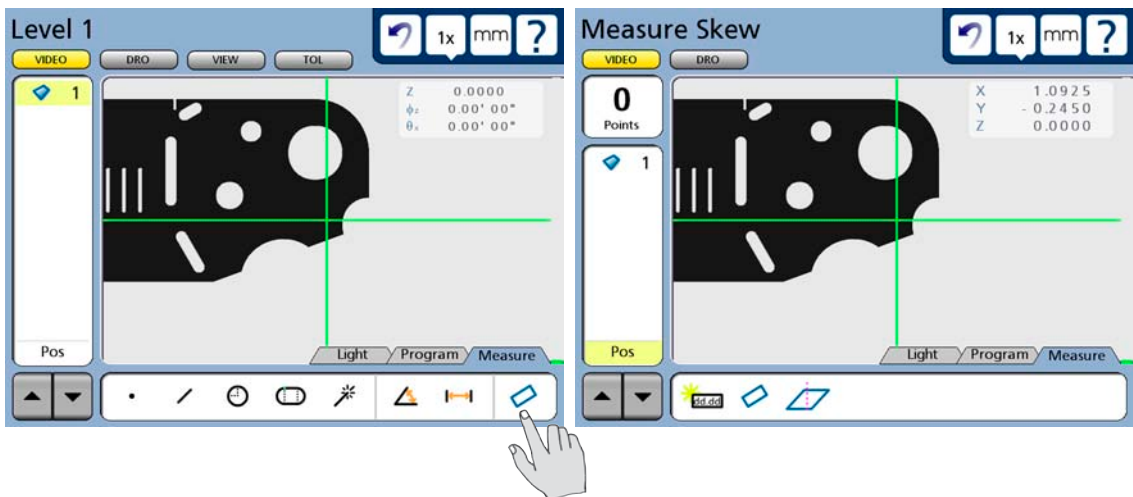 Level 1
1x mm ?
VIDEO DRO VIEW TOL
1
Z 0.0000
ϕz 0.00' 00"
θx 0.00' 00"
Pos
Light Program Measure
Measure Skew
1x mm ?
VIDEO DRO
0
Points
X 1.0925
Y - 0.2450
Z 0.0000
1
Pos
Light Program Measure
dd.dd